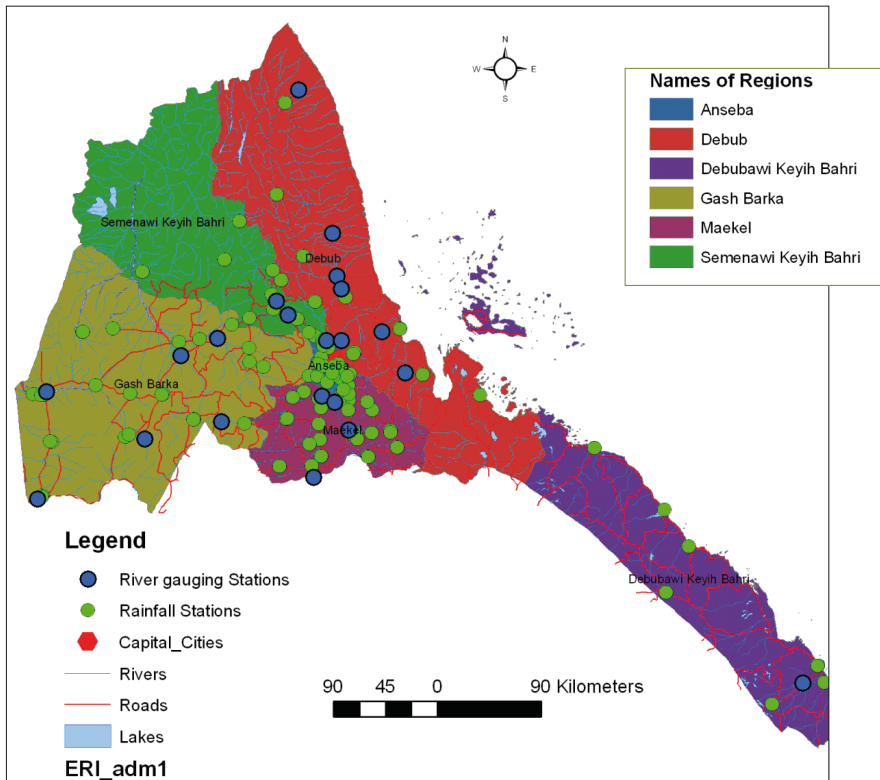 N
W E
S
Names of Regions
Anseba
Debub
Debubawi Keyih Bahri
Gash Barka
Maekel
Semenawi Keyih Bahri
Semenawi Keyih Bahri
Debub
Anseba
Gash Barka
Maekel
Debubawi Keyih Bahri
Legend
River gauging Stations
Rainfall Stations
Capital_Cities
Rivers
Roads
Lakes
ERI_adm1
90 45 0 90 Kilometers